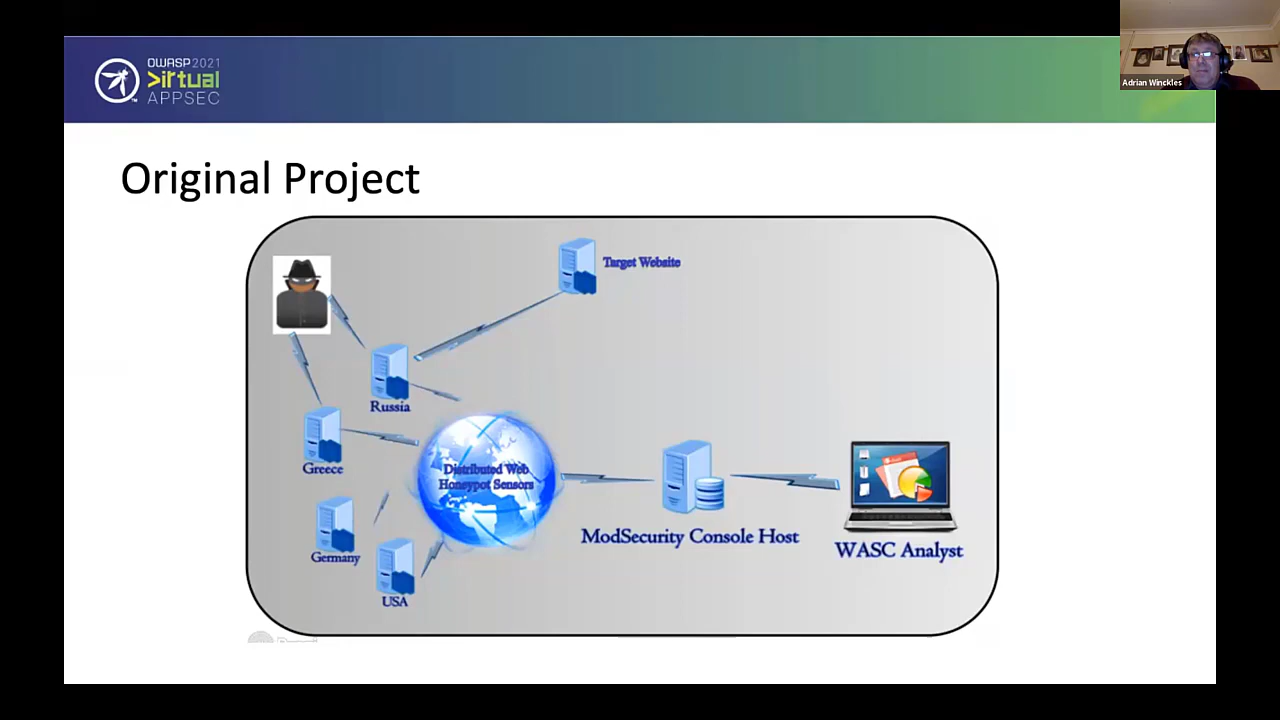 Adrian Winckles
OWASP 2021
Virtual
APPSEC
Original Project
Target Website
Russia
Greece
Distributed Web
Honeypot Sensors
Germany
USA
ModSecurity Console Host
WASC Analyst